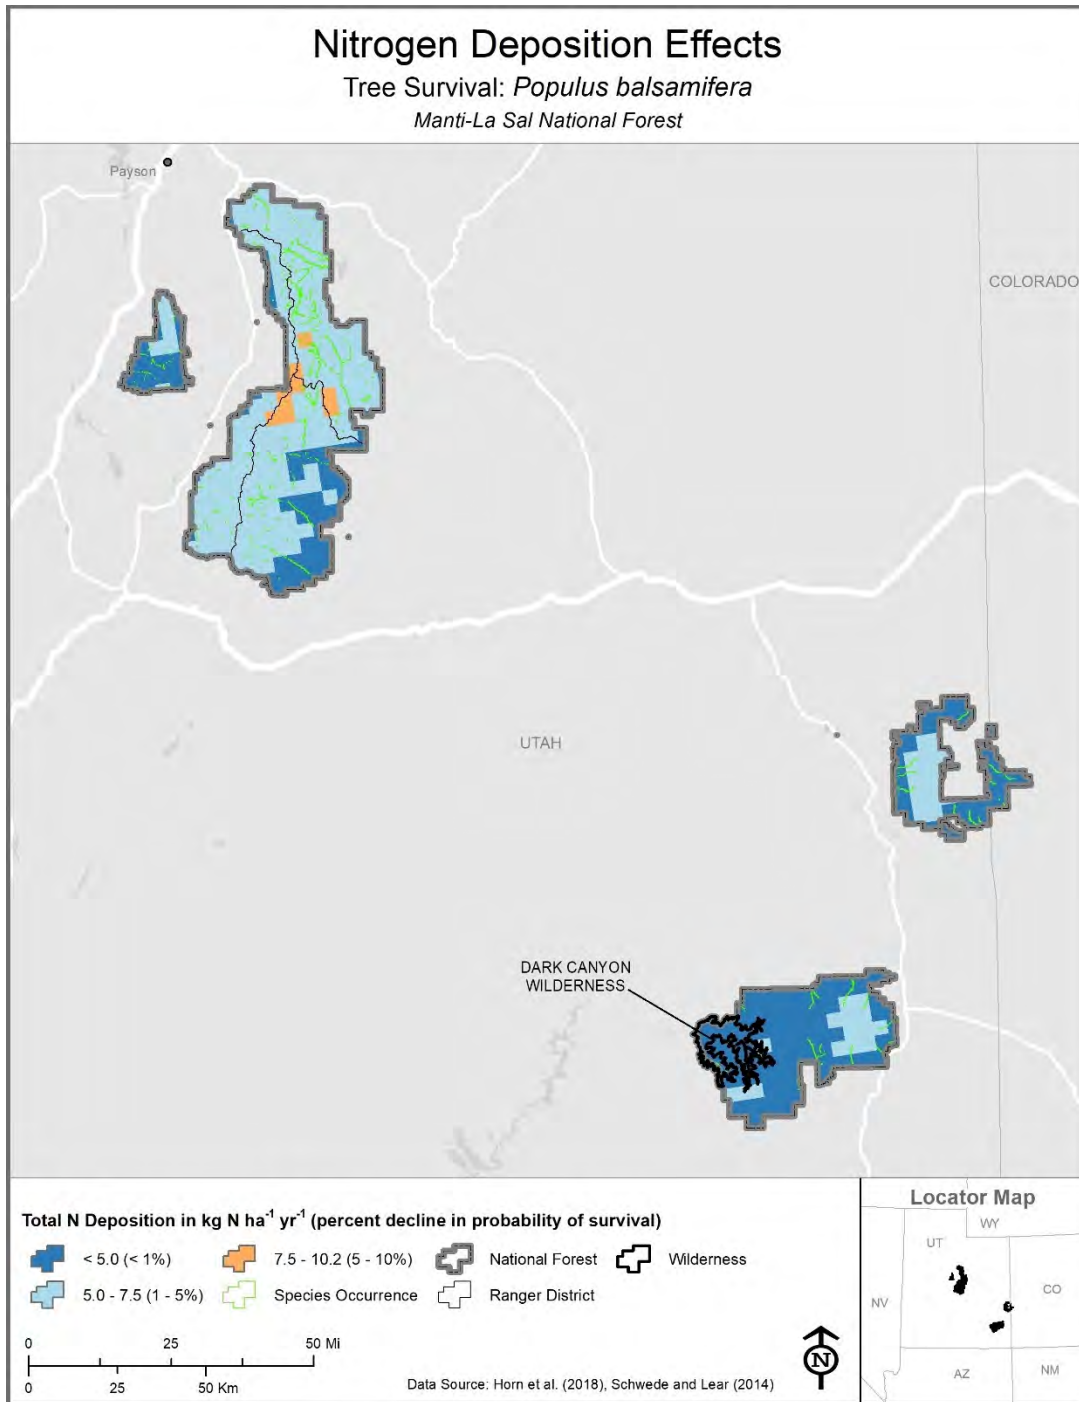 Nitrogen Deposition Effects
Tree Survival: Populus balsamifera
Manti-La Sal National Forest
Payson
COLORADO
UTAH
DARK CANYON
WILDERNESS
Total N Deposition in kg N ha⁻¹ yr⁻¹ (percent decline in probability of survival)
< 5.0 (< 1%)
7.5 - 10.2 (5 - 10%)
National Forest
Wilderness
5.0 - 7.5 (1 - 5%)
Species Occurrence
Ranger District
0 25 50 Mi
0 25 50 Km
Data Source: Horn et al. (2018), Schwede and Lear (2014)
N
Locator Map
WY
UT
NV
CO
AZ
NM